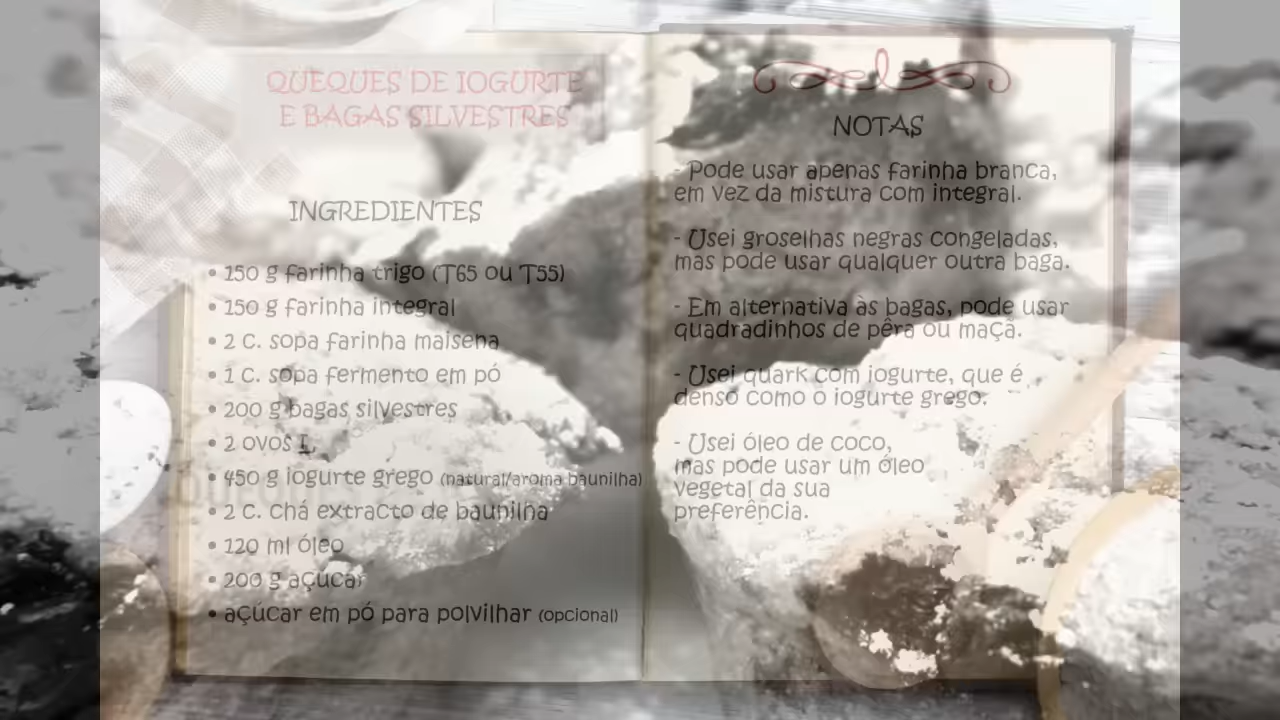 QUEQUES DE IOGURTE
E BAGAS SILVESTRES
INGREDIENTES
• 150 g farinha trigo (T65 ou T55)
• 150 g farinha integral
• 2 C. sopa farinha maisena
• 1 C. sopa fermento em pó
• 200 g bagas silvestres
• 2 ovos L
• 450 g iogurte grego (natural/aroma baunilha)
• 2 C. chá extracto de baunilha
• 120 ml óleo
• 200 g açúcar
• açúcar em pó para polvilhar (opcional)
NOTAS
- Pode usar apenas farinha branca,
em vez da mistura com integral.
- Usei groselhas negras congeladas,
mas pode usar qualquer outra baga.
- Em alternativa às bagas, pode usar
quadradinhos de pêra ou maçã.
- Usei quark com iogurte, que é
denso como o iogurte grego.
- Usei óleo de coco,
mas pode usar um óleo
vegetal da sua
preferência.